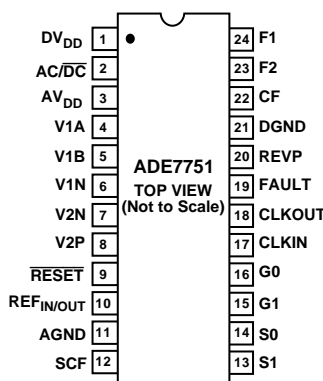 DVDD 1 24 F1
AC/DC 2 23 F2
AVDD 3 22 CF
V1A 4 21 DGND
V1B 5 20 REVP
V1N 6 19 FAULT
V2N 7 18 CLKOUT
V2P 8 17 CLKIN
RESET 9 16 G0
REFIN/OUT 10 15 G1
AGND 11 14 S0
SCF 12 13 S1
ADE7751
TOP VIEW
(Not to Scale)